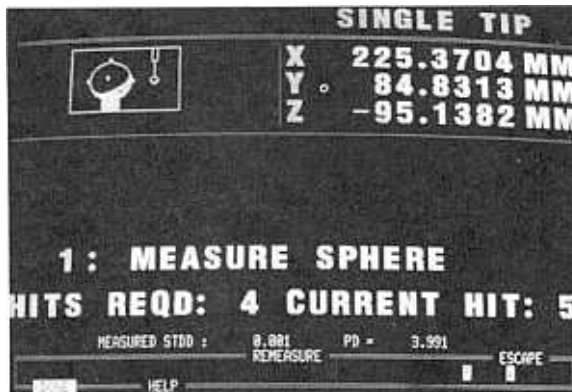 SINGLE TIP
X 225.3704 MM
Y 84.8313 MM
Z -95.1382 MM
1: MEASURE SPHERE
HITS REQD: 4 CURRENT HIT: 5
MEASURED STDD : 0.001 PD = 3.991
REMEASURE ESCAPE
HELP